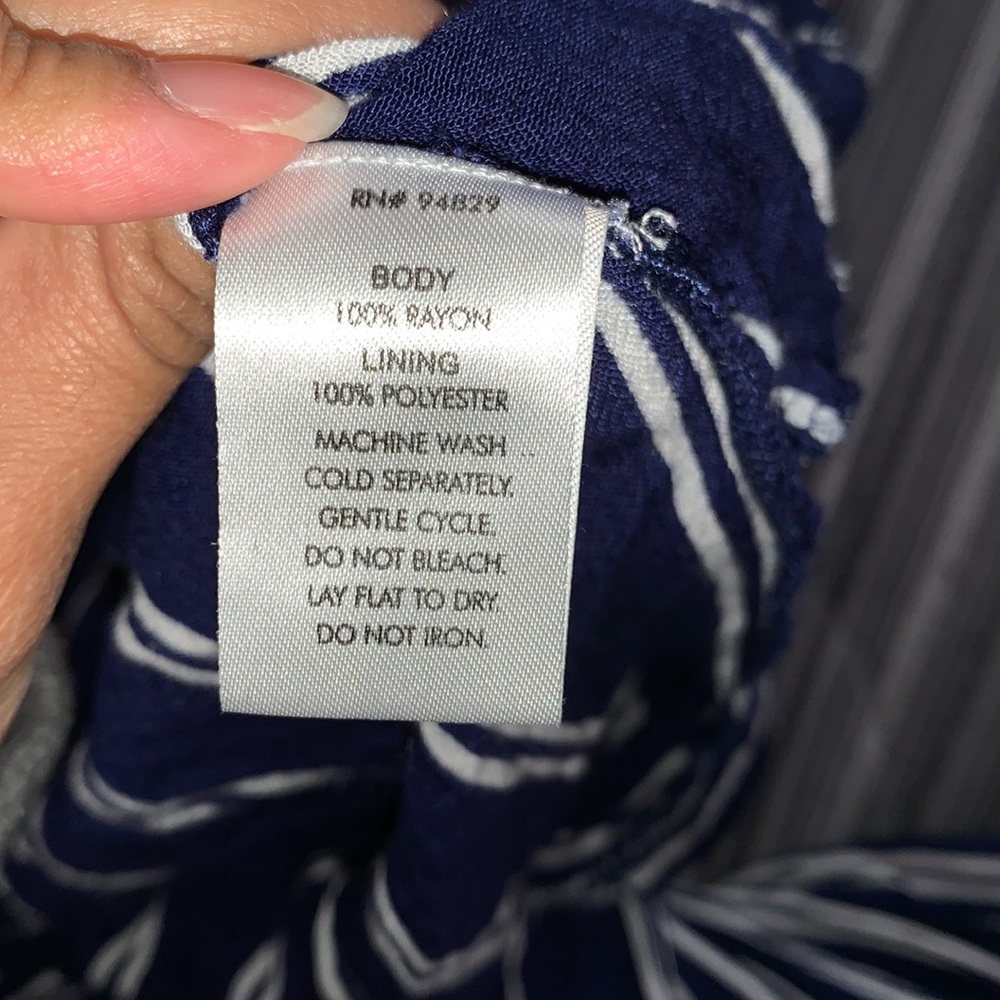 RN# 94829
BODY
100% RAYON
LINING
100% POLYESTER
MACHINE WASH
COLD SEPARATELY.
GENTLE CYCLE.
DO NOT BLEACH.
LAY FLAT TO DRY.
DO NOT IRON.